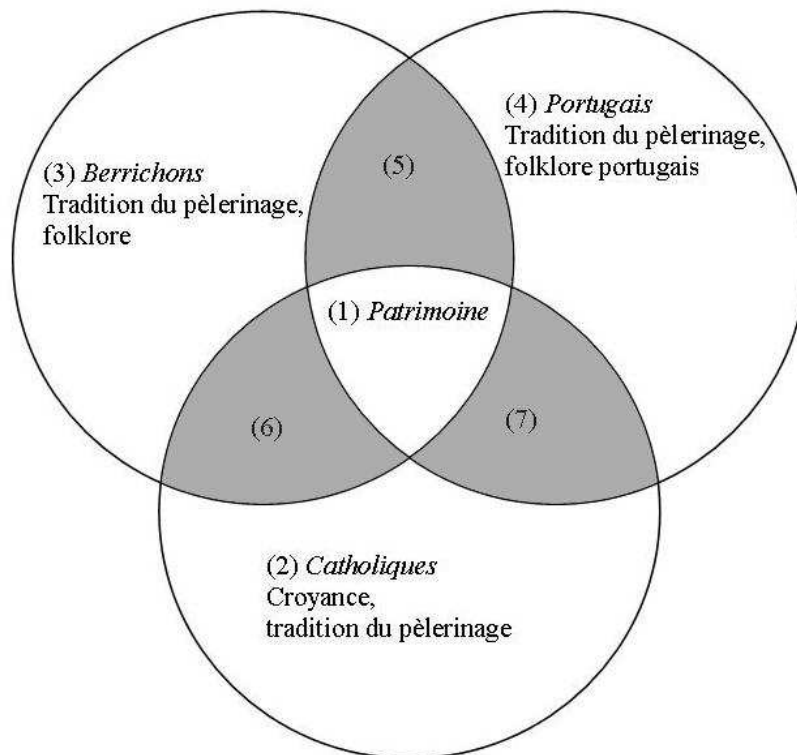 (4) Portugais
Tradition du pèlerinage,
folklore portugais
(5)
(3) Berrichons
Tradition du pèlerinage,
folklore
(1) Patrimoine
(6)
(7)
(2) Catholiques
Croyance,
tradition du pèlerinage